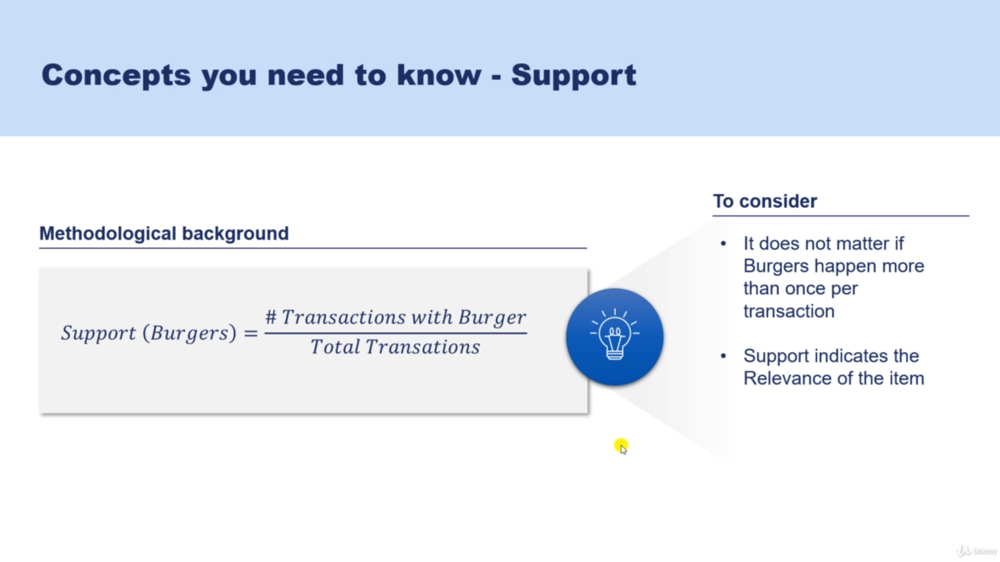 Concepts you need to know - Support
Methodological background
Support (Burgers) = # Transactions with Burger
Total Transations
To consider
• It does not matter if
Burgers happen more
than once per
transaction
• Support indicates the
Relevance of the item
Udemy